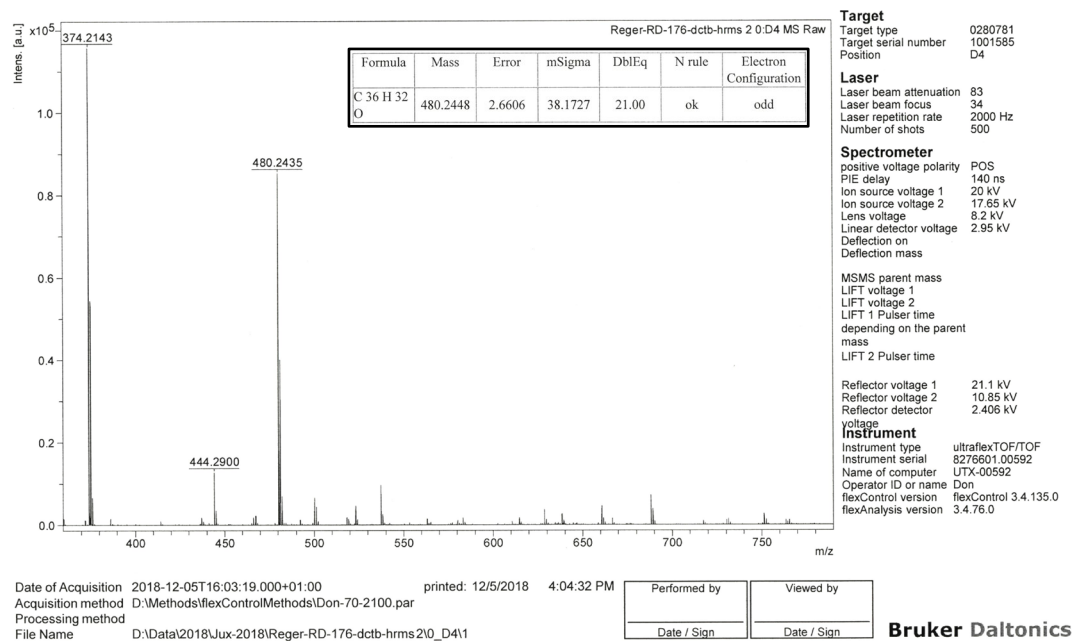 Intens. [a.u.]
x10⁵
374.2143
Reger-RD-176-dctb-hrms 2 0:D4 MS Raw
Formula Mass Error mSigma DblEq N rule Electron Configuration
C 36 H 32 O 480.2448 2.6606 38.1727 21.00 ok odd
1.0
480.2435
0.8
0.6
0.4
0.2
444.2900
0.0
400 450 500 550 600 650 700 750
m/z
Target
Target type 0280781
Target serial number 1001585
Position D4
Laser
Laser beam attenuation 83
Laser beam focus 34
Laser repetition rate 2000 Hz
Number of shots 500
Spectrometer
positive voltage polarity POS
PIE delay 140 ns
Ion source voltage 1 20 kV
Ion source voltage 2 17.65 kV
Lens voltage 8.2 kV
Linear detector voltage 2.95 kV
Deflection on
Deflection mass
MSMS parent mass
LIFT voltage 1
LIFT voltage 2
LIFT 1 Pulser time
depending on the parent
mass
LIFT 2 Pulser time
Reflector voltage 1 21.1 kV
Reflector voltage 2 10.85 kV
Reflector detector 2.406 kV
voltage
Instrument
Instrument type ultraflexTOF/TOF
Instrument serial 8276601.00592
Name of computer UTX-00592
Operator ID or name Don
flexControl version flexControl 3.4.135.0
flexAnalysis version 3.4.76.0
Date of Acquisition 2018-12-05T16:03:19.000+01:00 printed: 12/5/2018 4:04:32 PM
Acquisition method D:\Methods\flexControlMethods\Don-70-2100.par
Processing method
File Name D:\Data\2018\Jux-2018\Reger-RD-176-dctb-hrms 2\0_D4\1
Performed by Viewed by
Date / Sign Date / Sign
Bruker Daltonics